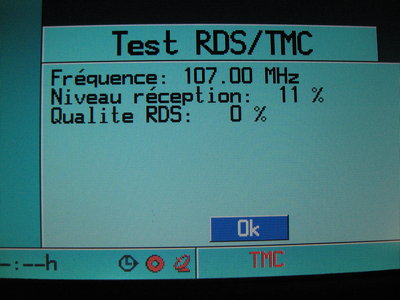 Test RDS/TMC
Fréquence: 107.00 MHz
Niveau réception: 11 %
Qualite RDS: 0 %
Ok
-:--h
TMC